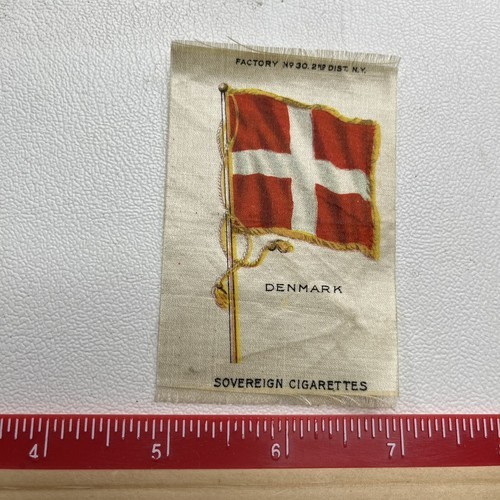 FACTORY Nº 30. 2ND DIST. N.Y.
DENMARK
SOVEREIGN CIGARETTES
4 5 6 7